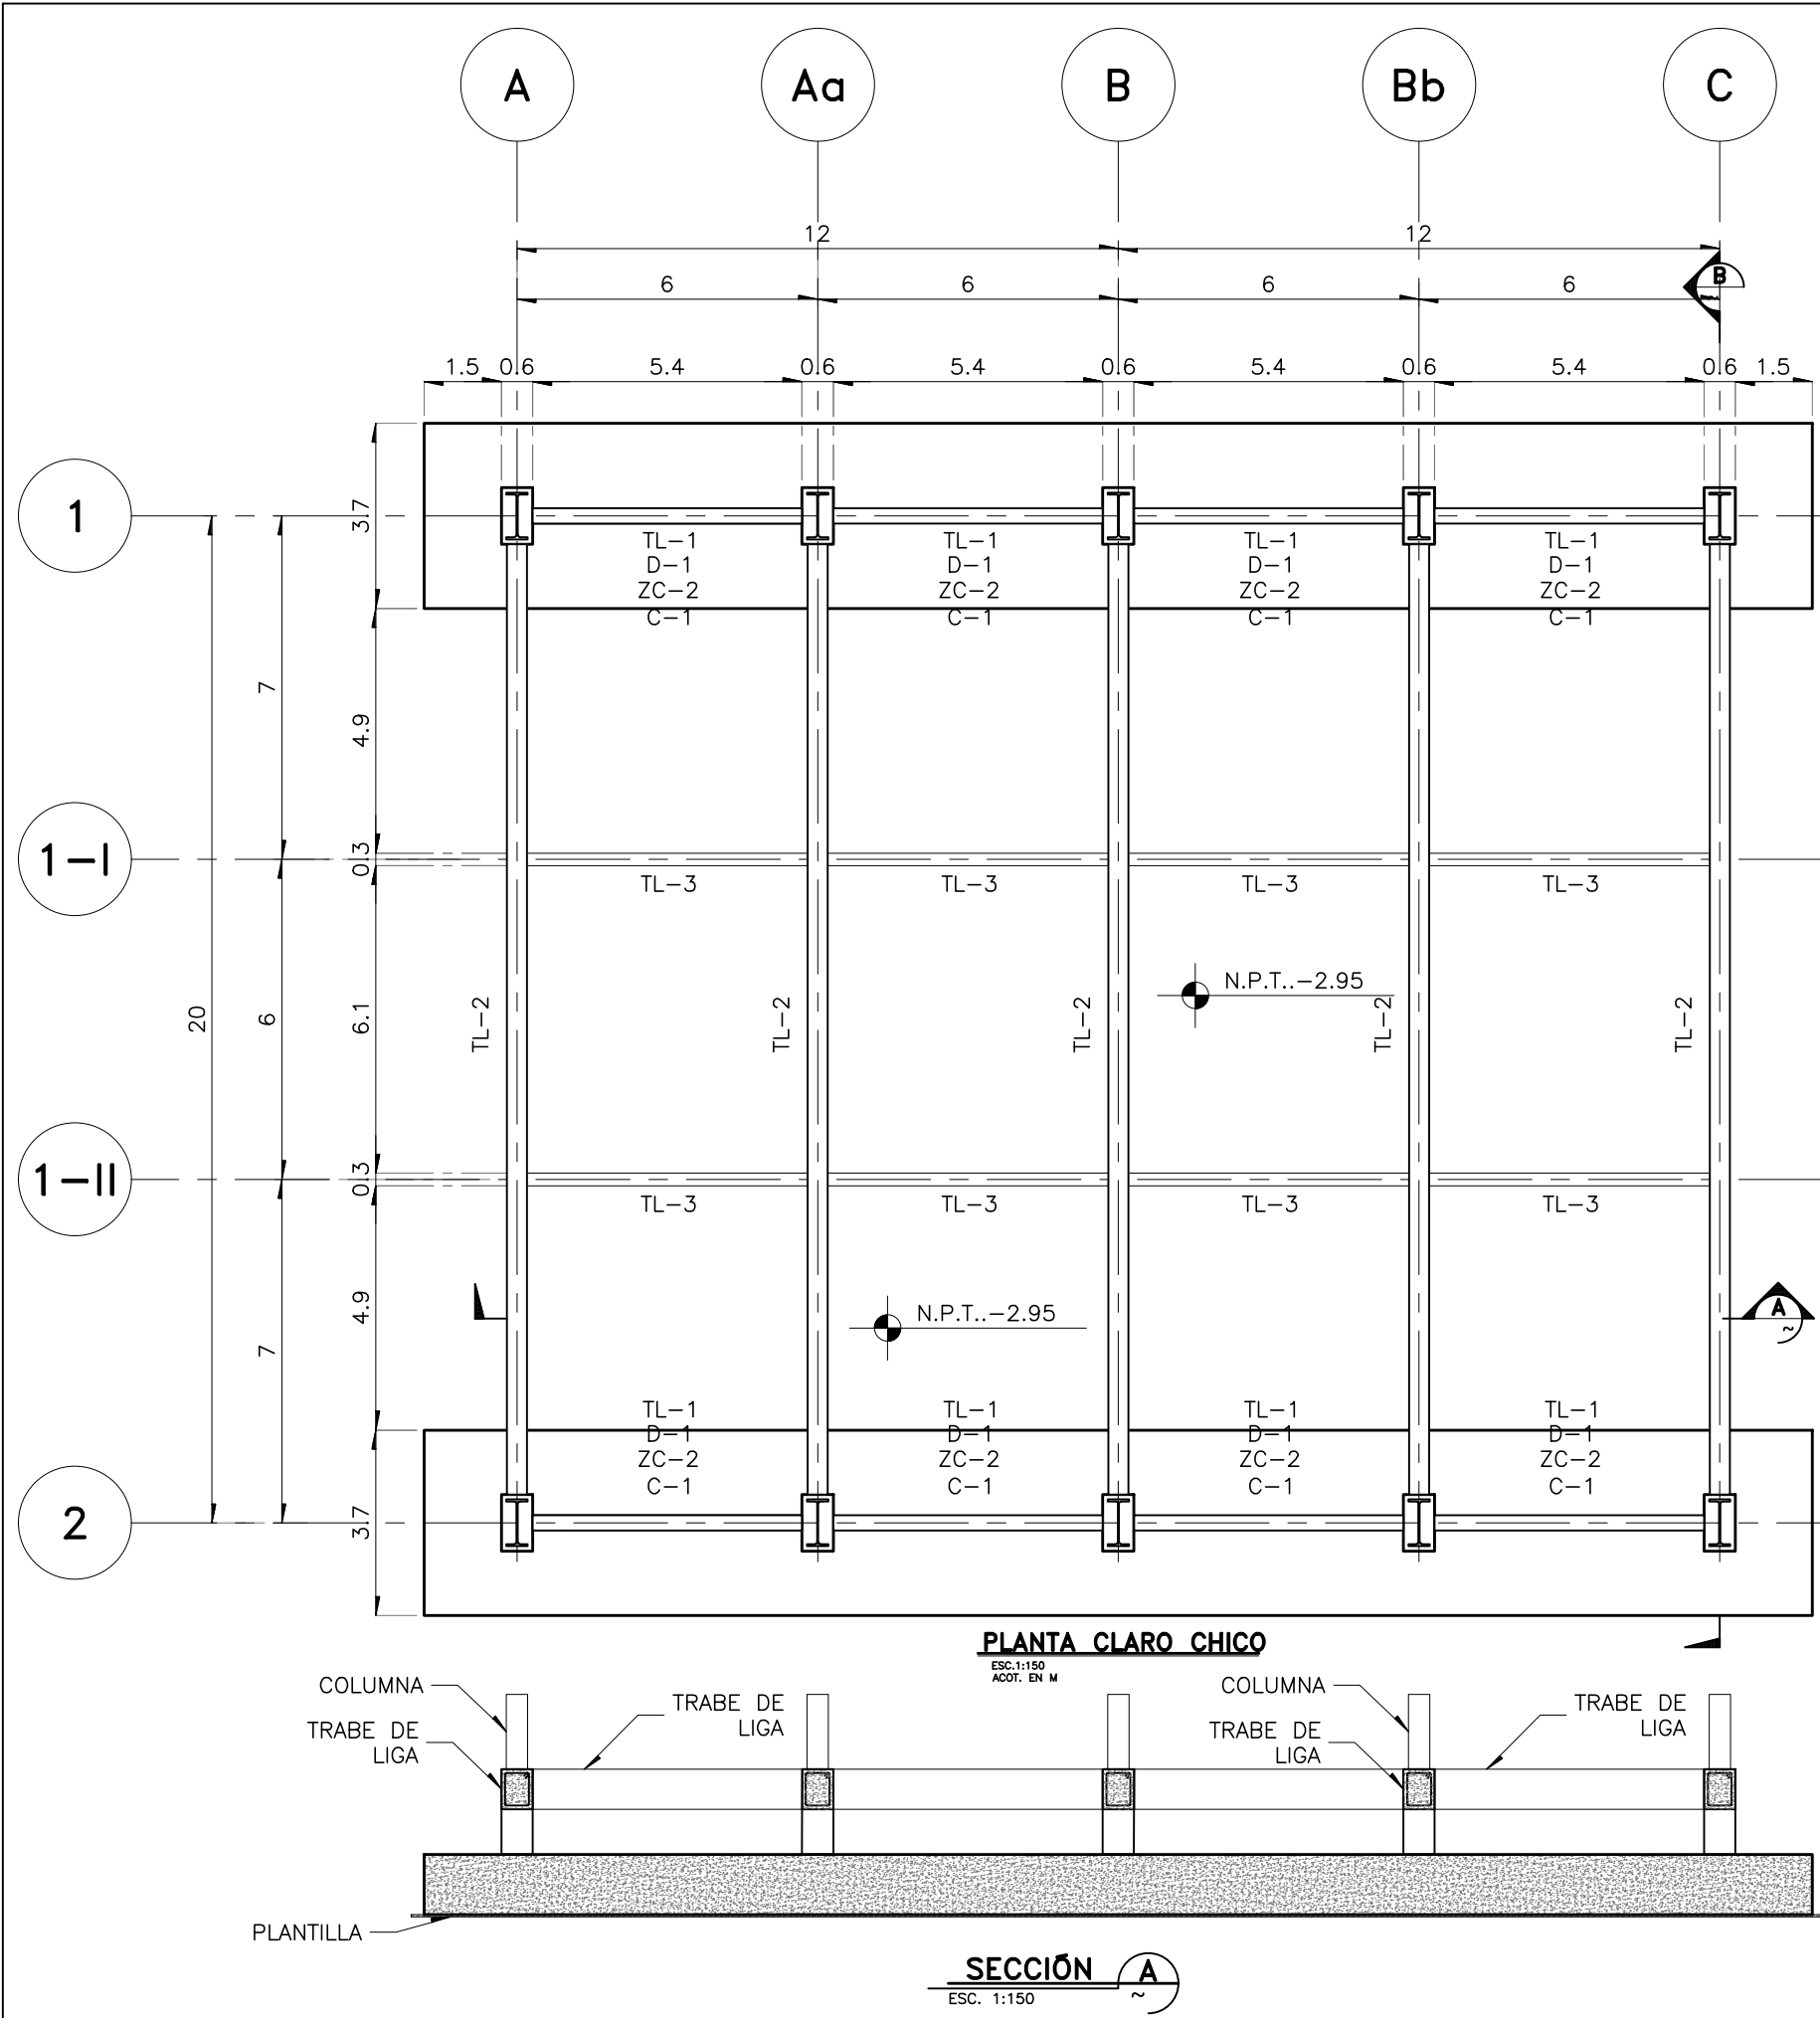 A Aa B Bb C
12 12
6 6 6 6
B
1.5 0.6 5.4 0.6 5.4 0.6 5.4 0.6 5.4 0.6 1.5
1
3.7
TL-1 TL-1 TL-1 TL-1
D-1 D-1 D-1 D-1
ZC-2 ZC-2 ZC-2 ZC-2
C-1 C-1 C-1 C-1
7
4.9
1-I
0.3
TL-3 TL-3 TL-3 TL-3
N.P.T..-2.95
20
6
6.1
TL-2 TL-2 TL-2 TL-2 TL-2
1-II
0.3
TL-3 TL-3 TL-3 TL-3
4.9
7
N.P.T..-2.95
A
~
TL-1 TL-1 TL-1 TL-1
D-1 D-1 D-1 D-1
ZC-2 ZC-2 ZC-2 ZC-2
C-1 C-1 C-1 C-1
2
3.7
PLANTA CLARO CHICO
ESC.1:150
ACOT. EN M
COLUMNA
TRABE DE
LIGA
TRABE DE
LIGA
COLUMNA
TRABE DE
LIGA
TRABE DE
LIGA
PLANTILLA
SECCIÓN A
ESC. 1:150
~